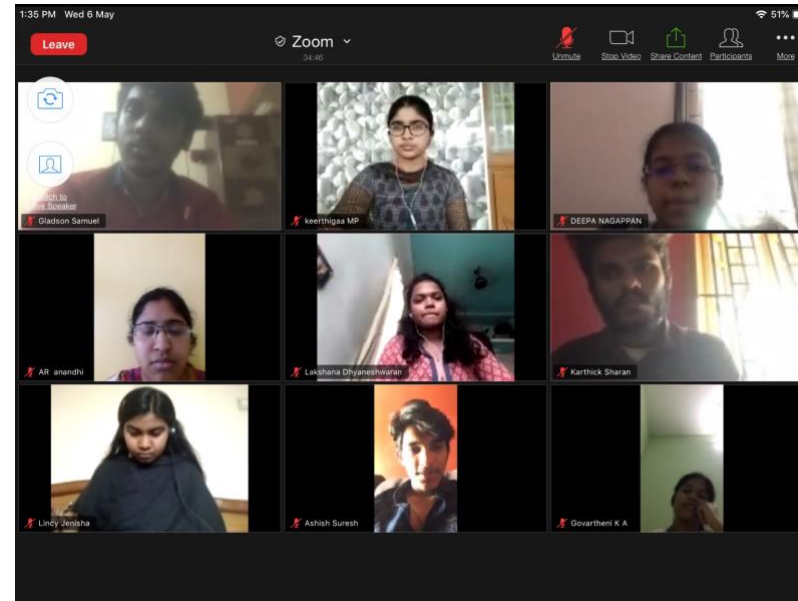 1:35 PM Wed 6 May
51%
Leave
Zoom
34:46
Unmute
Stop Video
Share Content
Participants
More
Speaker
Gladson Samuel
keerthigaa MP
DEEPA NAGAPPAN
AR anandhi
Lakshana Dhyaneshwaran
Karthick Sharan
Lincy Jenisha
Ashish Suresh
Govartheni K A